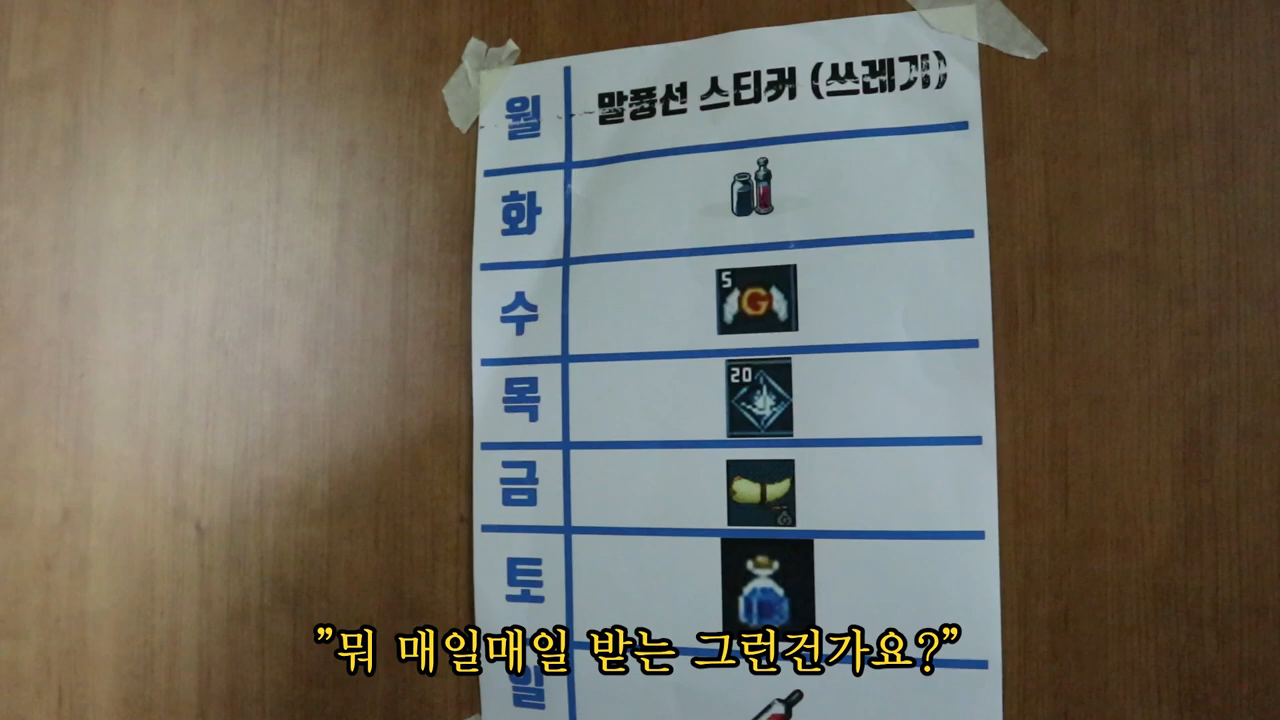 월 말풍선 스티커 (쓰레기)
화
수 5 G
목 20
금
토
"뭐 매일매일 받는 그런건가요?"
일